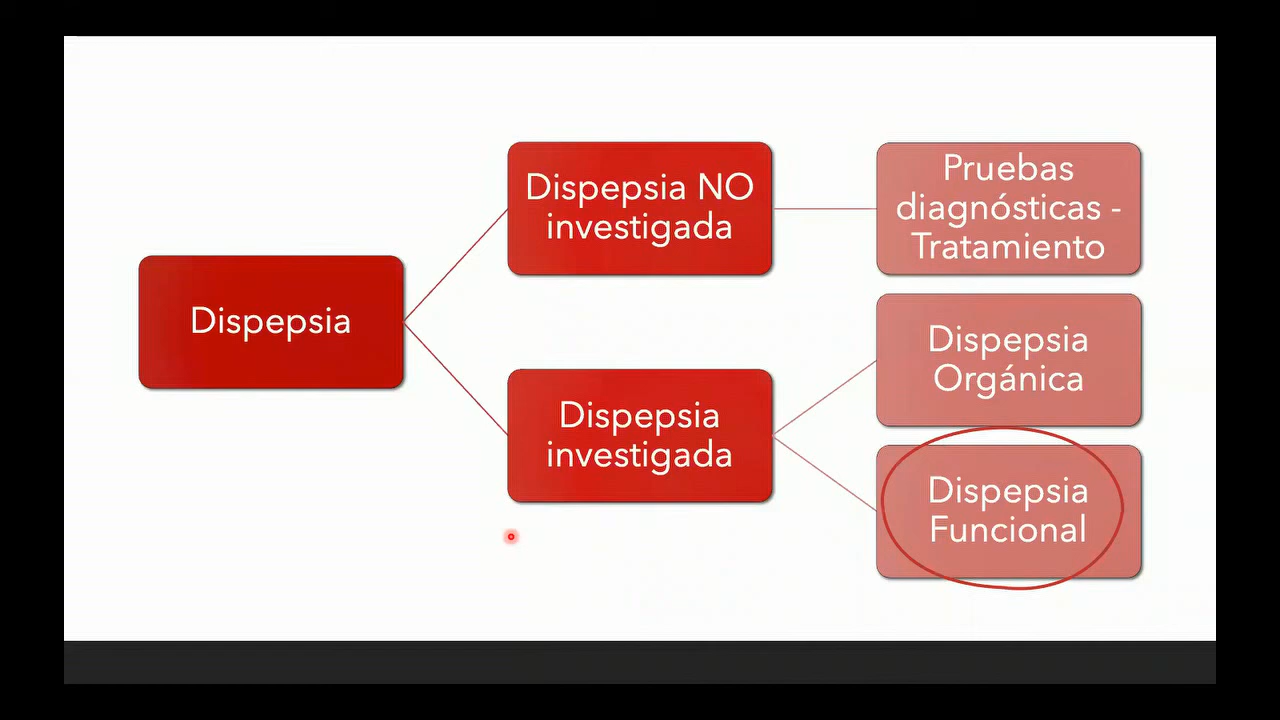 Dispepsia
Dispepsia NO
investigada
Pruebas
diagnósticas -
Tratamiento
Dispepsia
investigada
Dispepsia
Orgánica
Dispepsia
Funcional